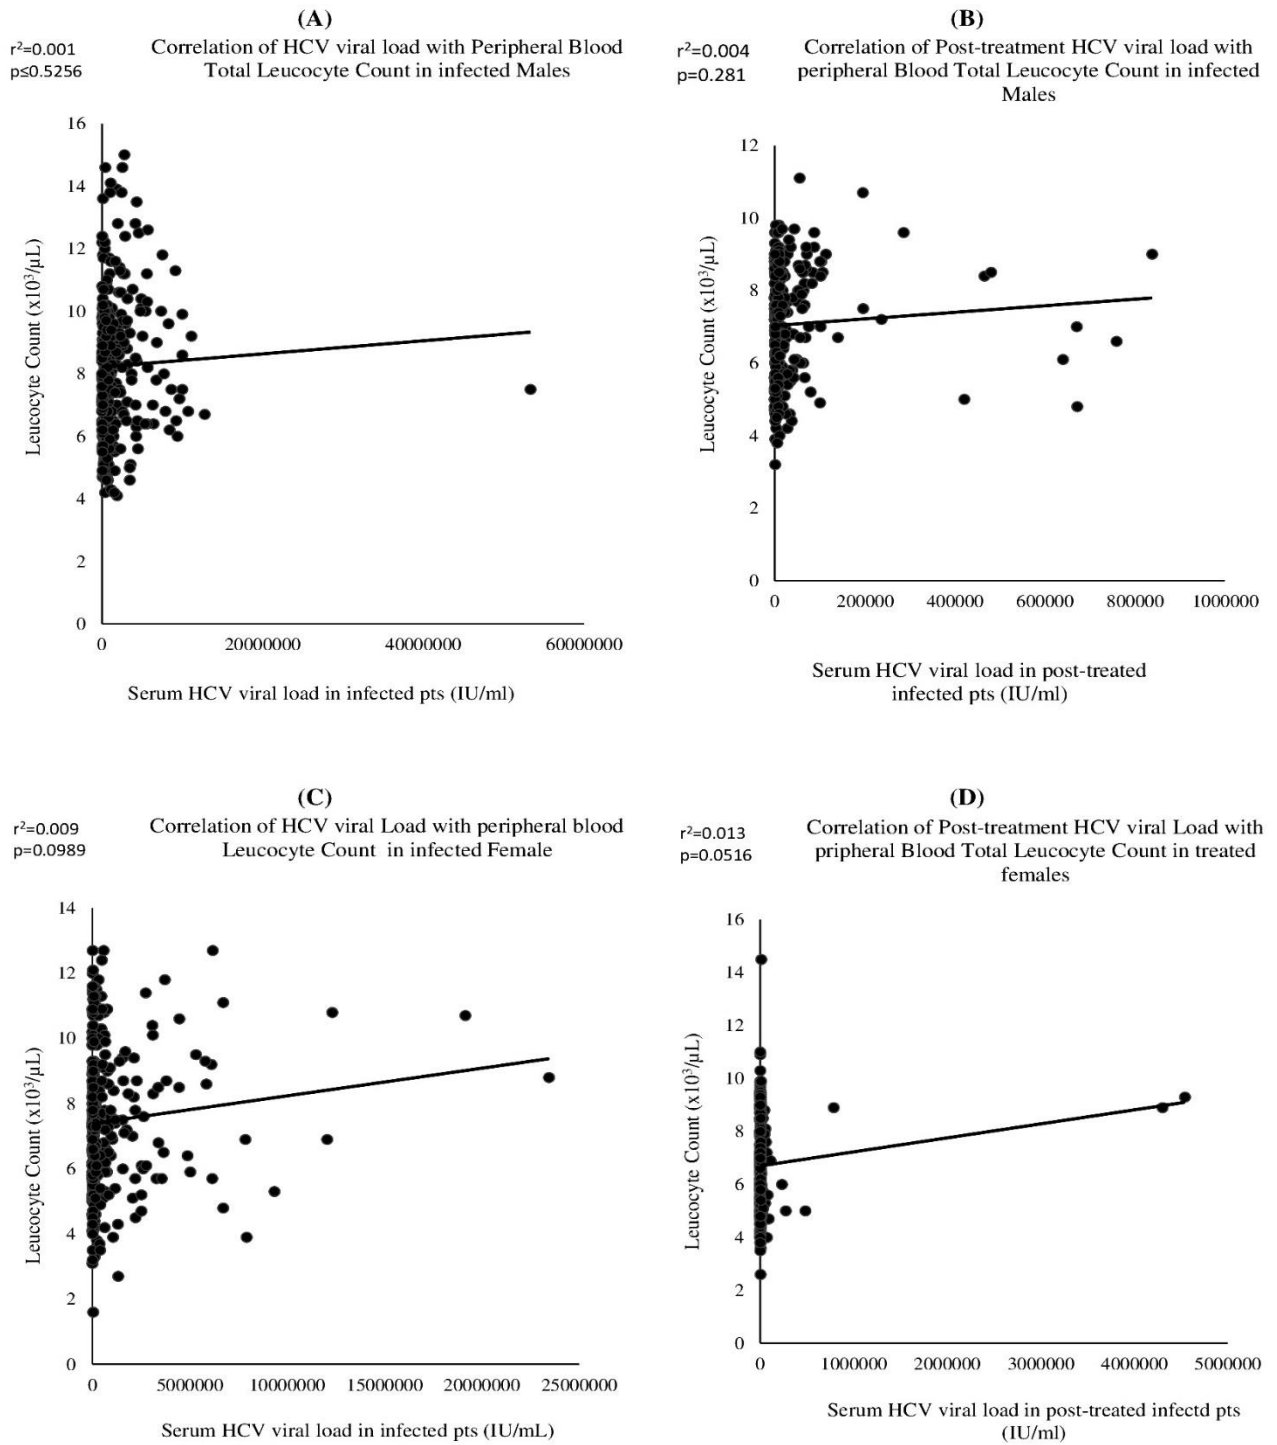 (A)
r²=0.001
p≤0.5256
Correlation of HCV viral load with Peripheral Blood
Total Leucocyte Count in infected Males
16
14
12
10
8
6
4
2
0
Leucocyte Count (x10³/µL)
0 20000000 40000000 60000000
Serum HCV viral load in infected pts (IU/ml)
(B)
r²=0.004
p=0.281
Correlation of Post-treatment HCV viral load with
peripheral Blood Total Leucocyte Count in infected
Males
12
10
8
6
4
2
0
Leucocyte Count (x10³/µL)
0 200000 400000 600000 800000 1000000
Serum HCV viral load in post-treated
infected pts (IU/ml)
(C)
r²=0.009
p=0.0989
Correlation of HCV viral Load with peripheral blood
Leucocyte Count in infected Female
14
12
10
8
6
4
2
0
Leucocyte Count (x10³/µL)
0 5000000 10000000 15000000 20000000 25000000
Serum HCV viral load in infected pts (IU/mL)
(D)
r²=0.013
p=0.0516
Correlation of Post-treatment HCV viral Load with
pripheral Blood Total Leucocyte Count in treated
females
16
14
12
10
8
6
4
2
0
Leucocyte Count (x10³/µL)
0 1000000 2000000 3000000 4000000 5000000
Serum HCV viral load in post-treated infectd pts
(IU/ml)